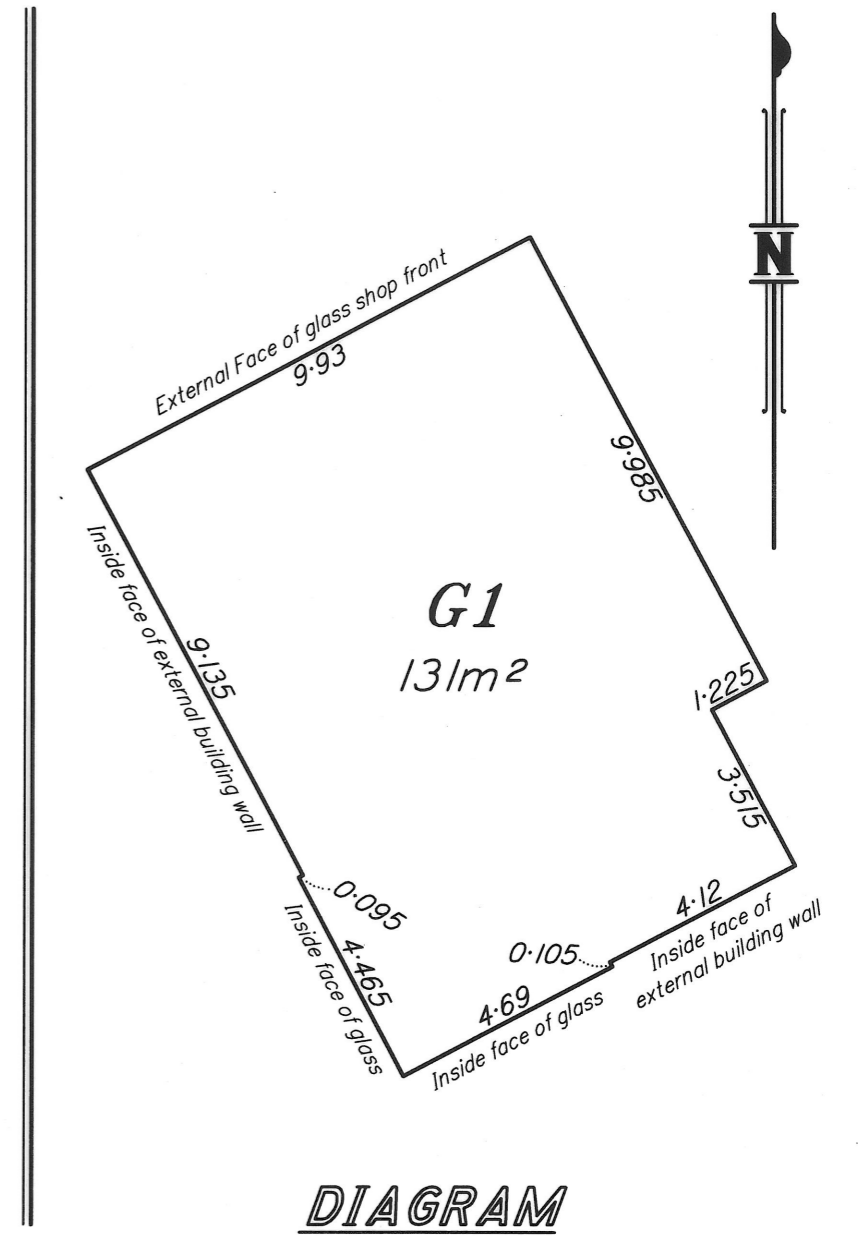 N
External Face of glass shop front
9·93
9·985
Inside face of external building wall
9·135
G1
131m²
1·225
3·515
0·095
4·12
Inside face of
external building wall
0·105
4·465
Inside face of glass
4·69
Inside face of glass
DIAGRAM